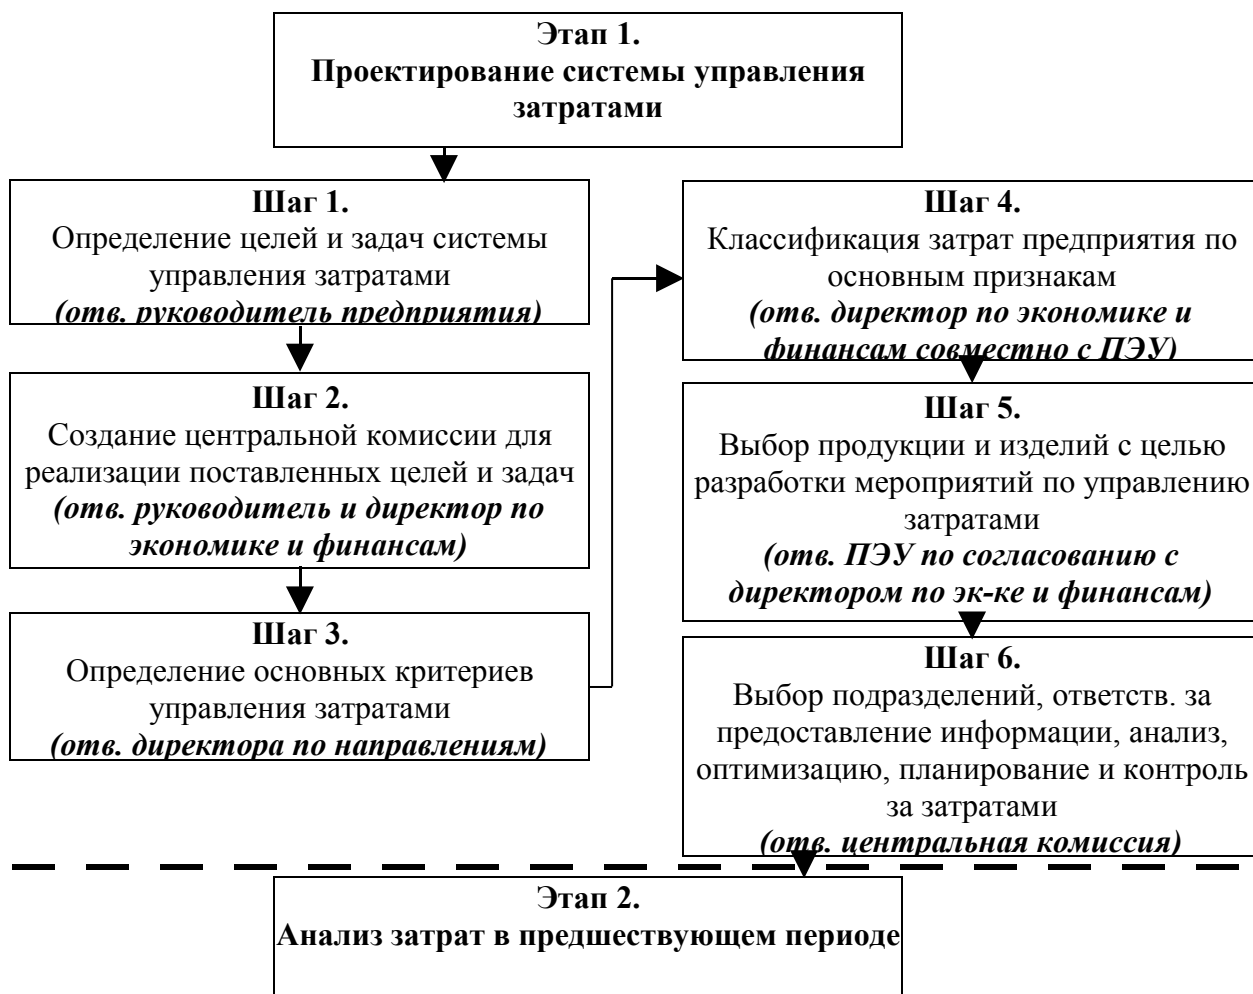 Этап 1.
Проектирование системы управления
затратами
Шаг 1.
Определение целей и задач системы
управления затратами
(отв. руководитель предприятия)
Шаг 2.
Создание центральной комиссии для
реализации поставленных целей и задач
(отв. руководитель и директор по
экономике и финансам)
Шаг 3.
Определение основных критериев
управления затратами
(отв. директора по направлениям)
Шаг 4.
Классификация затрат предприятия по
основным признакам
(отв. директор по экономике и
финансам совместно с ПЭУ)
Шаг 5.
Выбор продукции и изделий с целью
разработки мероприятий по управлению
затратами
(отв. ПЭУ по согласованию с
директором по эк-ке и финансам)
Шаг 6.
Выбор подразделений, ответств. за
предоставление информации, анализ,
оптимизацию, планирование и контроль
за затратами
(отв. центральная комиссия)
Этап 2.
Анализ затрат в предшествующем периоде